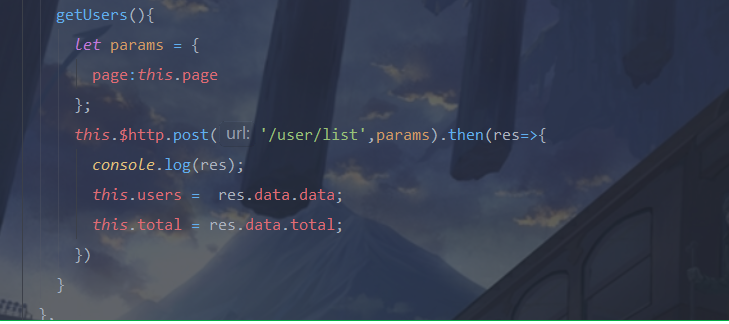 getUsers(){
let params = {
page:this.page
};
this.$http.post( url: '/user/list',params).then(res=>{
console.log(res);
this.users =  res.data.data;
this.total = res.data.total;
})
}
},